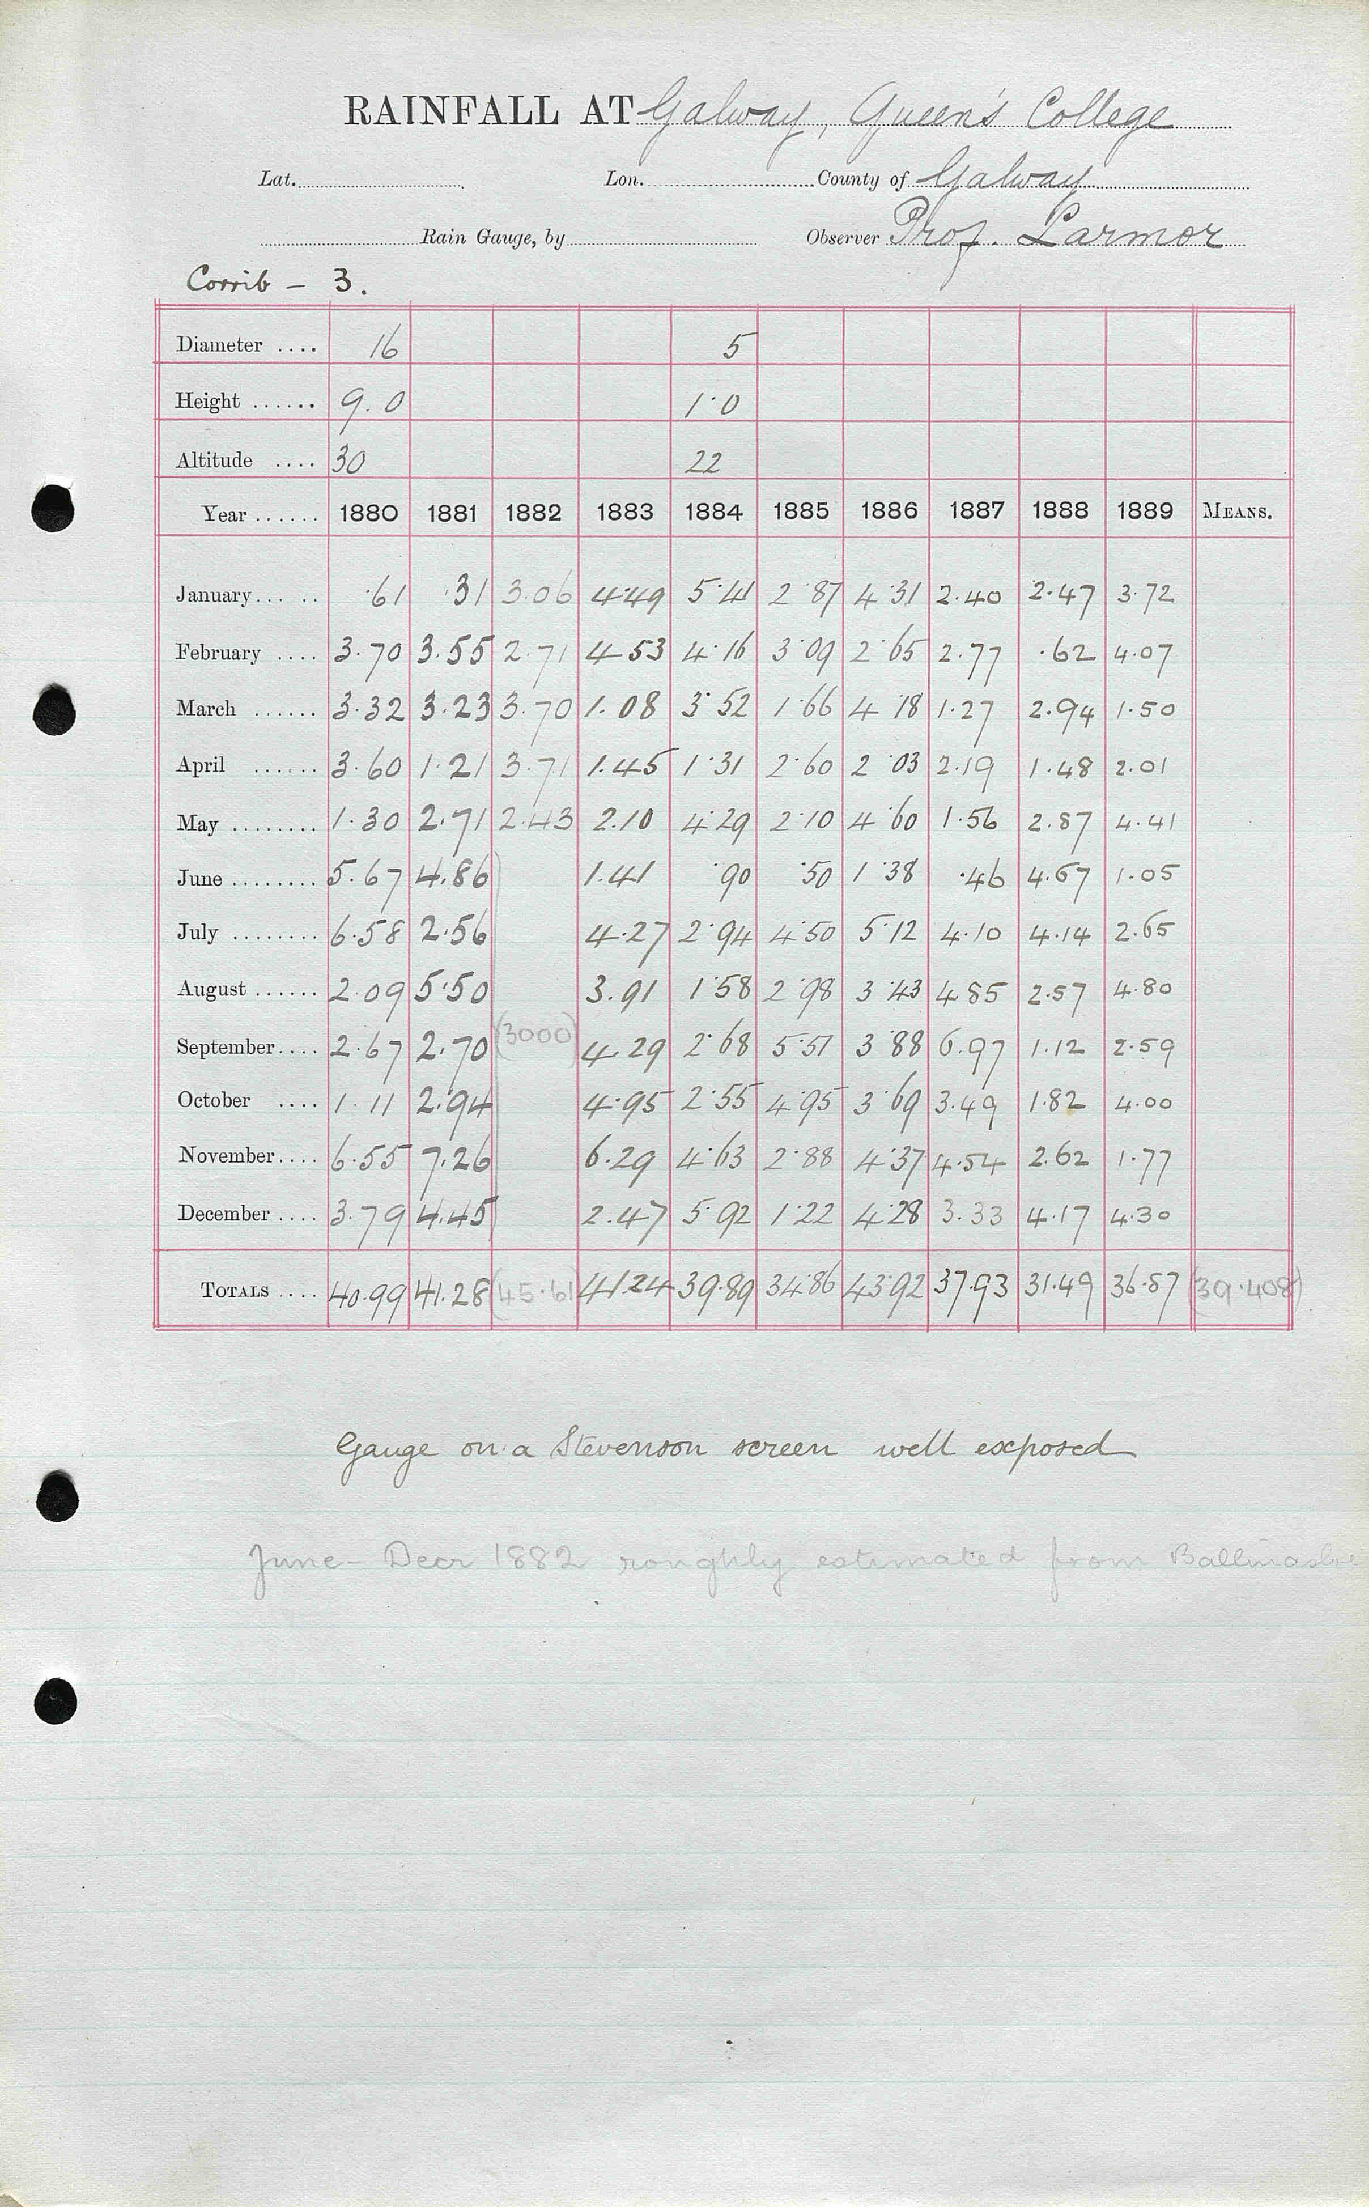 RAINFALL AT Galway, Queen's College
Lat. Lon. County of Galway
Rain Gauge, by Observer Prof. Larmor
Corrib - 3.
Diameter .... 16 5
Height ...... 9.0 1.0
Altitude .... 30 22
Year ...... 1880 1881 1882 1883 1884 1885 1886 1887 1888 1889 MEANS.
January..... .61 .31 3.06 4.49 5.41 2.87 4.31 2.40 2.47 3.72
February .... 3.70 3.55 2.71 4.53 4.16 3.09 2.65 2.77 .62 4.07
March ...... 3.32 3.23 3.70 1.08 3.52 1.66 4.18 1.27 2.94 1.50
April ...... 3.60 1.21 3.71 1.45 1.31 2.60 2.03 2.19 1.48 2.01
May ........ 1.30 2.71 2.43 2.10 4.29 2.10 4.60 1.56 2.87 4.41
June ........ 5.67 4.86 1.41 .90 .50 1.38 .46 4.67 1.05
July ........ 6.58 2.56 4.27 2.94 4.50 5.12 4.10 4.14 2.65
August ...... 2.09 5.50 3.91 1.58 2.98 3.43 4.85 2.57 4.80
September.... 2.67 2.70 (3000) 4.29 2.68 5.51 3.88 6.97 1.12 2.59
October .... 1.11 2.94 4.95 2.55 4.95 3.69 3.49 1.82 4.00
November.... 6.55 7.26 6.29 4.63 2.88 4.37 4.54 2.62 1.77
December .... 3.79 4.45 2.47 5.92 1.22 4.28 3.33 4.17 4.30
TOTALS .... 40.99 41.28 (45.61) 41.24 39.89 34.86 43.92 37.93 31.49 36.87 (39.408)
Gauge on a Stevenson screen well exposed
June - Decr 1882 roughly estimated from